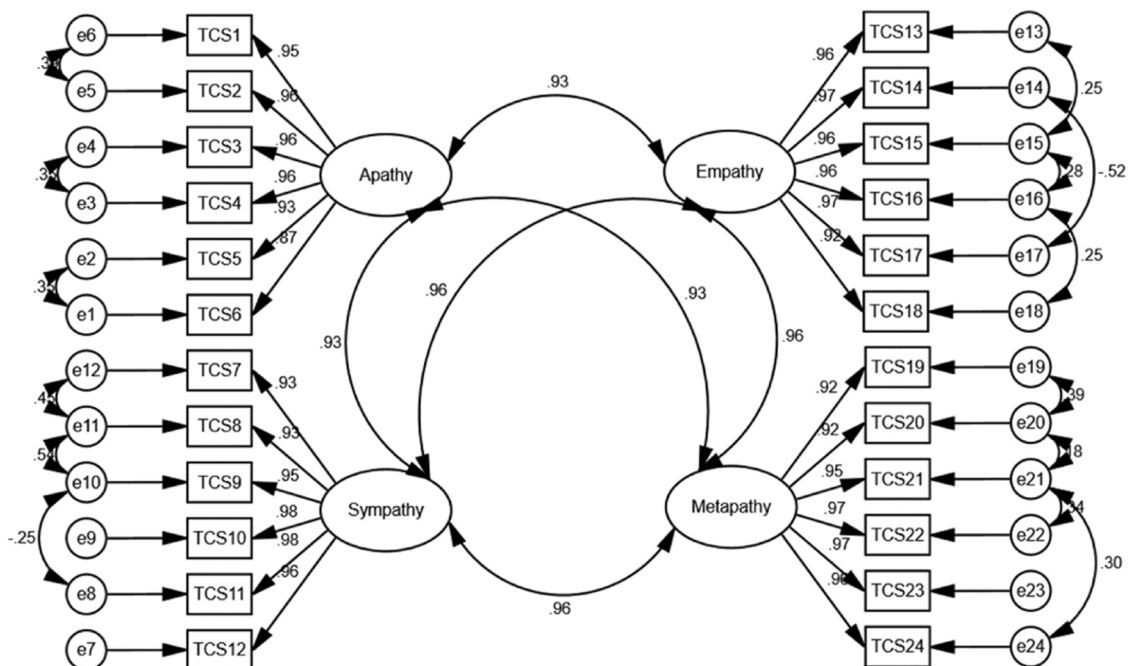 e6 TCS1 .95
e5 TCS2 .96
e4 TCS3 .96
e3 TCS4 .96
e2 TCS5 .93
e1 TCS6 .87
Apathy
.93
TCS13 e13 .96
TCS14 e14 .97 .25
TCS15 e15 .96
TCS16 e16 .96 -.52
TCS17 e17 .97
TCS18 e18 .92 .25
Empathy
.96
.93
.93
.96
e12 TCS7 .93
e11 TCS8 .93
.54
e10 TCS9 .95
e9 TCS10 .98
-.25
e8 TCS11 .98
e7 TCS12 .96
Sympathy
.96
TCS19 e19 .92
TCS20 e20 .92
TCS21 e21 .95
TCS22 e22 .97
TCS23 e23 .97
.30
TCS24 e24
Metapathy